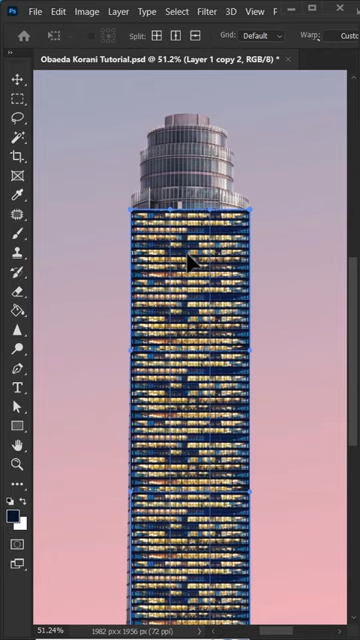 Ps File Edit Image Layer Type Select Filter 3D View
Split: Grid: Default Warp:
Obaeda Korani Tutorial.psd @ 51.2% (Layer 1 copy 2, RGB/8) *
51.24% 1982 px x 1956 px (72 ppi)